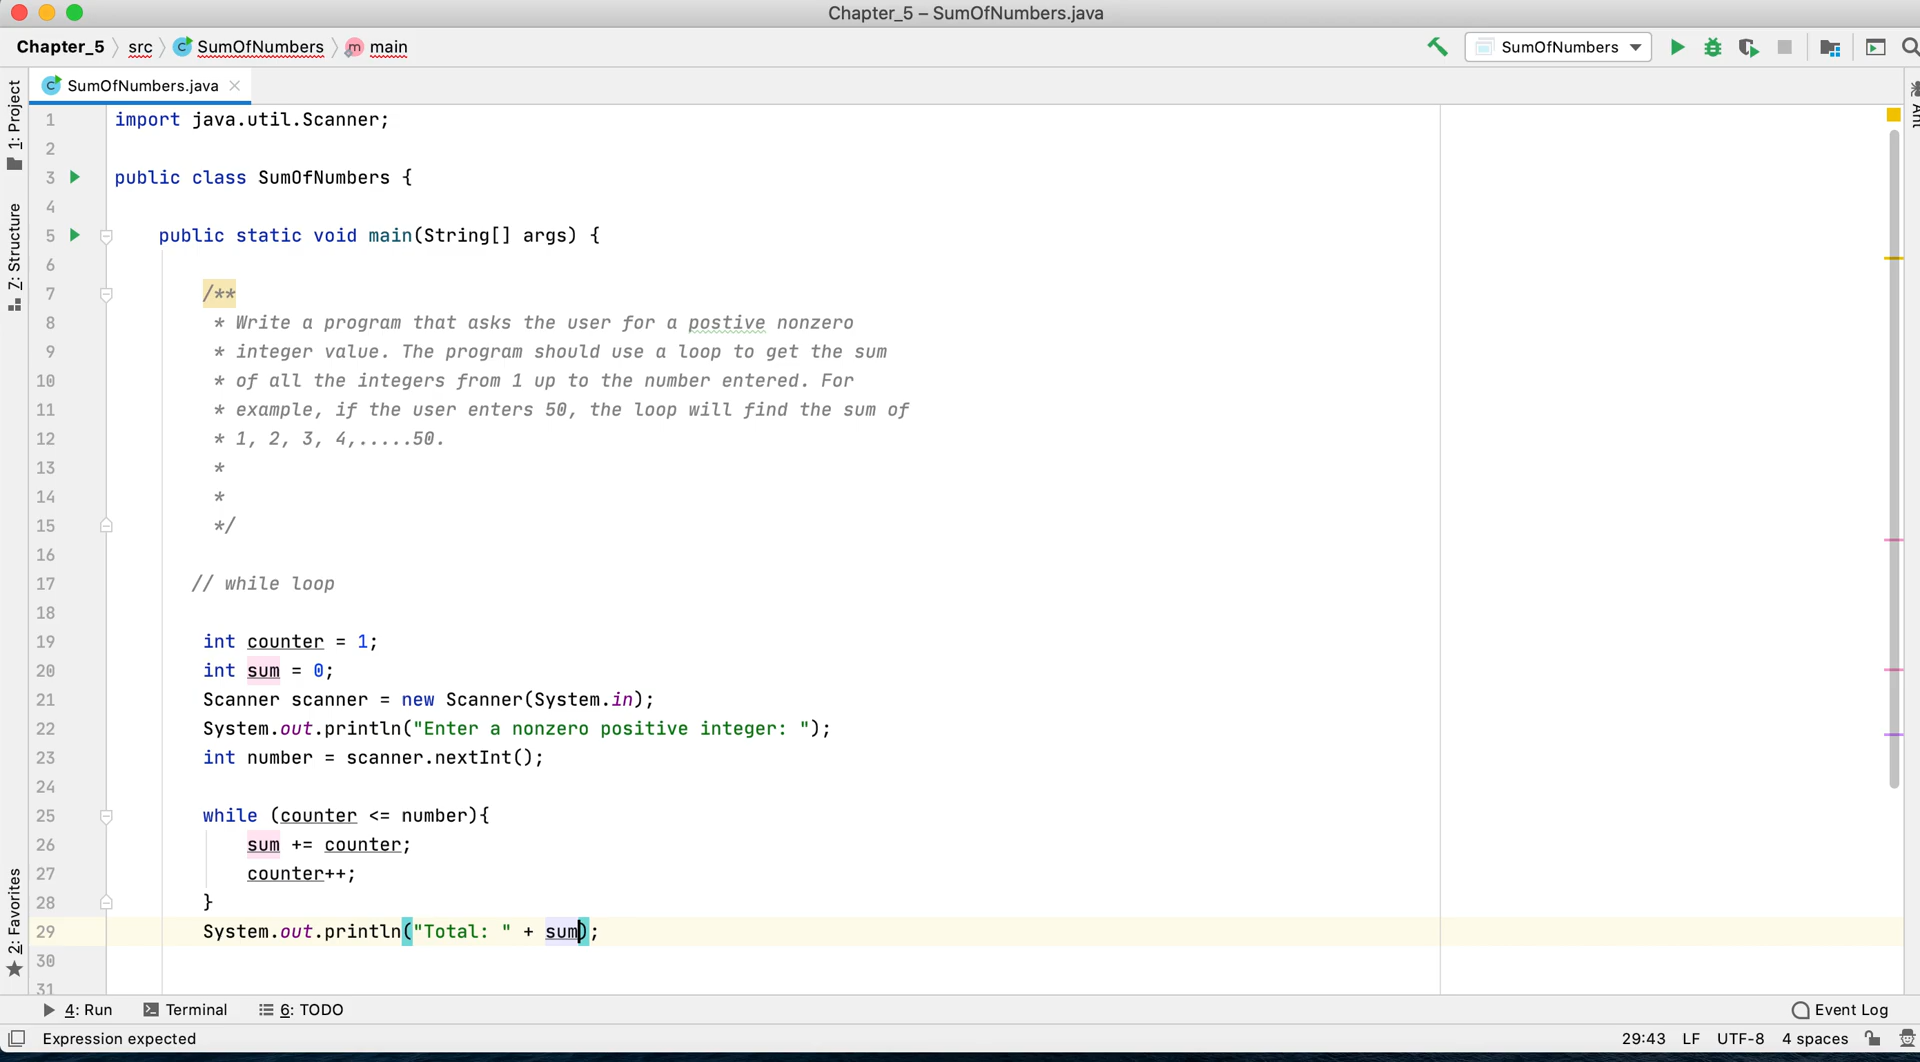 Chapter_5 – SumOfNumbers.java
Chapter_5 src SumOfNumbers main SumOfNumbers
SumOfNumbers.java
1: Project
7: Structure
2: Favorites
Ant
1 import java.util.Scanner;
2
3 public class SumOfNumbers {
4
5 public static void main(String[] args) {
6
7 /**
8 * Write a program that asks the user for a postive nonzero
9 * integer value. The program should use a loop to get the sum
10 * of all the integers from 1 up to the number entered. For
11 * example, if the user enters 50, the loop will find the sum of
12 * 1, 2, 3, 4,.....50.
13 *
14 *
15 */
16
17 // while loop
18
19 int counter = 1;
20 int sum = 0;
21 Scanner scanner = new Scanner(System.in);
22 System.out.println("Enter a nonzero positive integer: ");
23 int number = scanner.nextInt();
24
25 while (counter <= number){
26 sum += counter;
27 counter++;
28 }
29 System.out.println("Total: " + sum);
30
31
4: Run Terminal 6: TODO Event Log
Expression expected 29:43 LF UTF-8 4 spaces